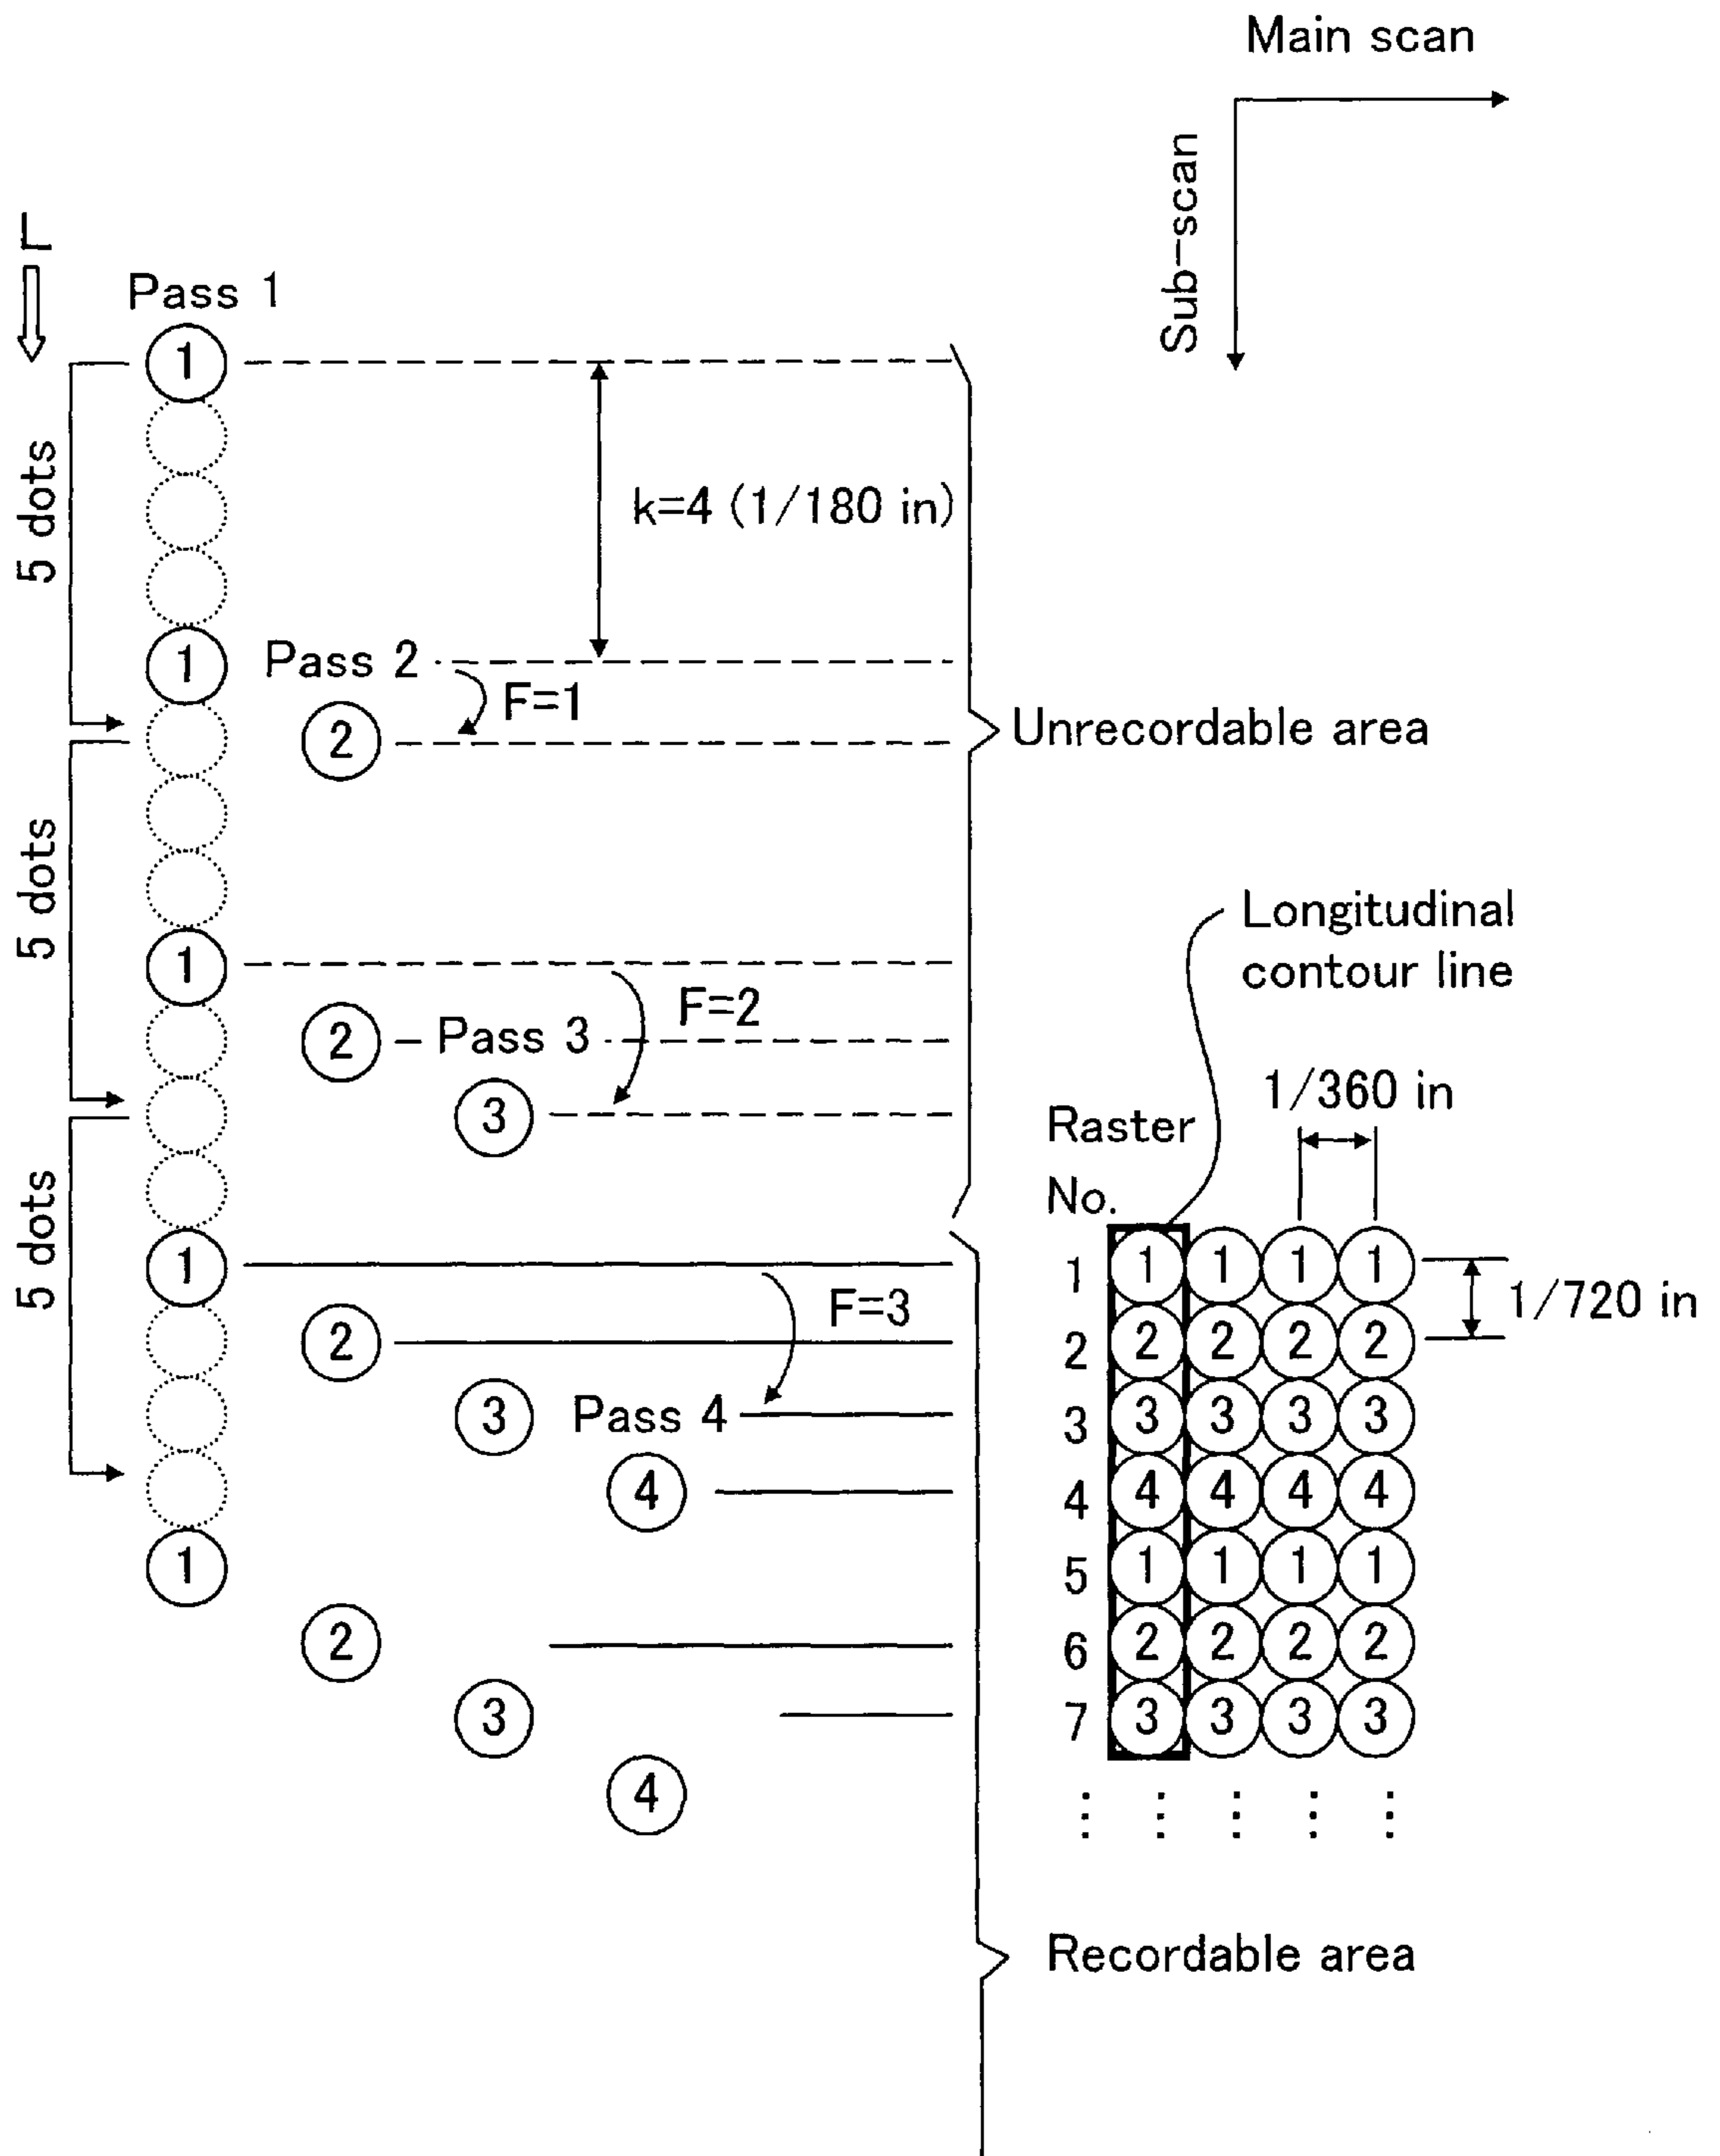 Main scan
Sub-scan
L
Pass 1
1
5 dots
k=4 (1/180 in)
1 Pass 2
F=1
2
Unrecordable area
5 dots
1
F=2
2 Pass 3
3
Longitudinal
contour line
1/360 in
Raster
No.
5 dots
1
F=3
2
3 Pass 4
4
1
2
3
4
1 1 1 1 1
2 2 2 2 2
3 3 3 3 3
4 4 4 4 4
5 1 1 1 1
6 2 2 2 2
7 3 3 3 3
1/720 in
Recordable area